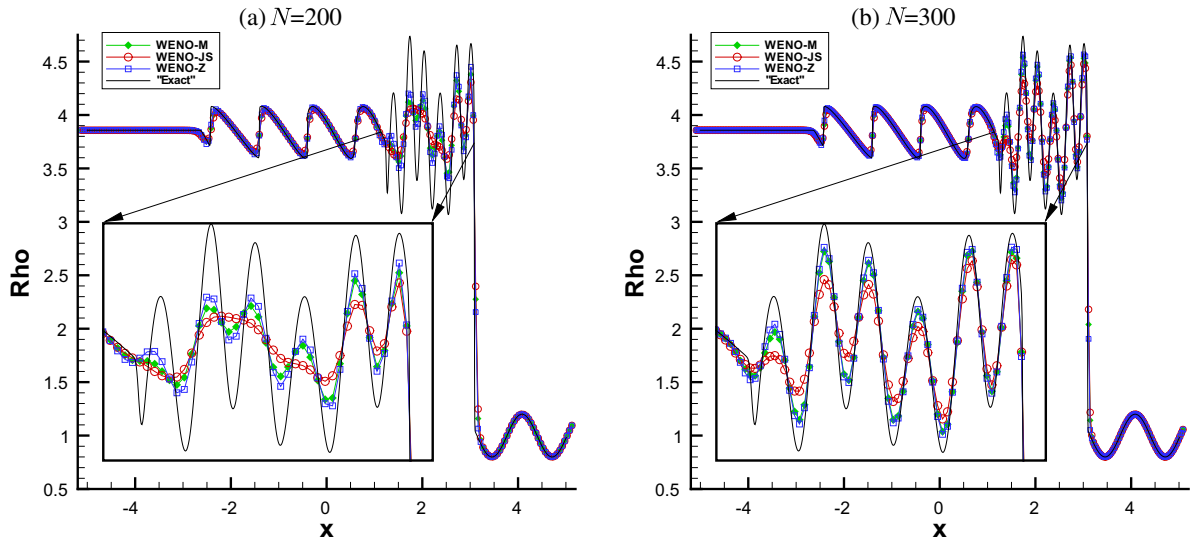 (a) N=200
WENO-M
WENO-JS
WENO-Z
"Exact"
4.5
4
3.5
3
2.5
2
1.5
1
0.5
Rho
-4
-2
0
2
4
x
(b) N=300
WENO-M
WENO-JS
WENO-Z
"Exact"
4.5
4
3.5
3
2.5
2
1.5
1
0.5
Rho
-4
-2
0
2
4
x